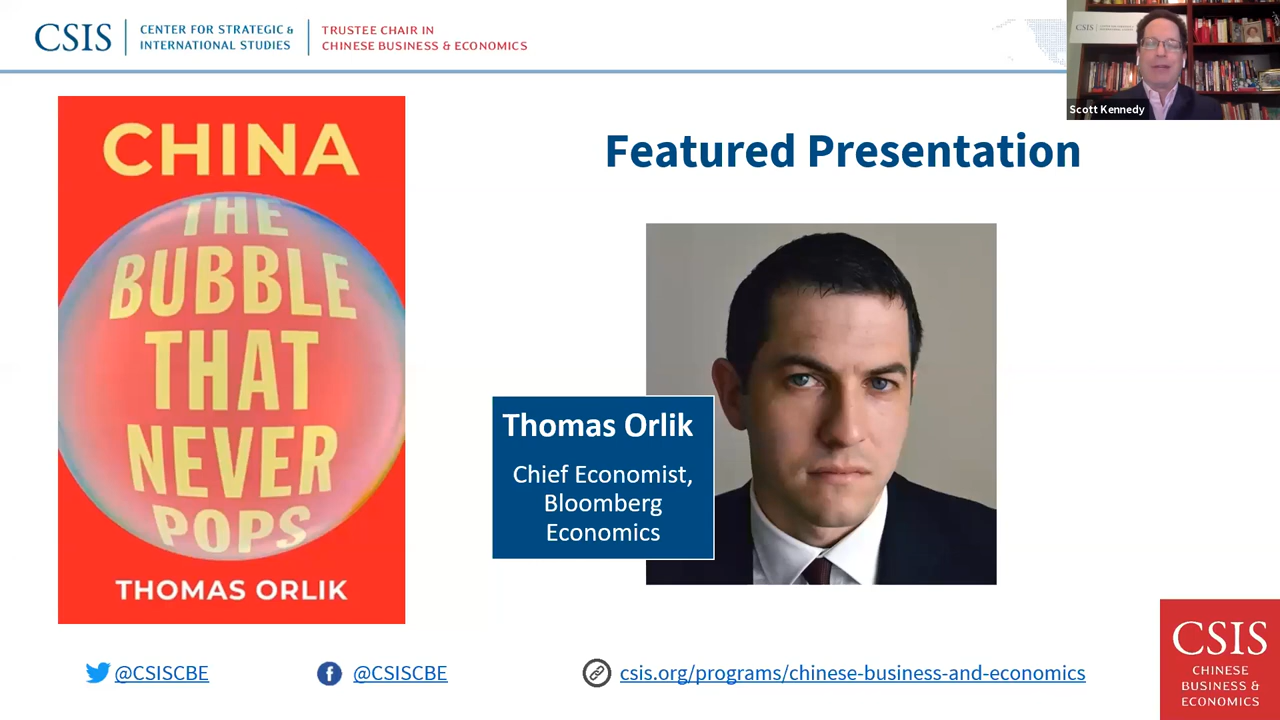 CSIS
CENTER FOR STRATEGIC &
INTERNATIONAL STUDIES
TRUSTEE CHAIR IN
CHINESE BUSINESS & ECONOMICS
CSIS
Scott Kennedy
CHINA
THE
BUBBLE
THAT
NEVER
POPS
THOMAS ORLIK
Featured Presentation
Thomas Orlik
Chief Economist,
Bloomberg
Economics
@CSISCBE
@CSISCBE
csis.org/programs/chinese-business-and-economics
CSIS
CHINESE
BUSINESS &
ECONOMICS